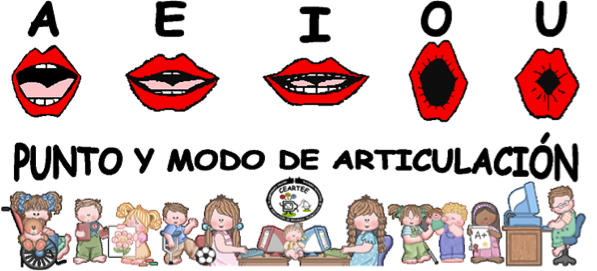 A E I O U
PUNTO Y MODO DE ARTICULACIÓN
CEARTEE
A+